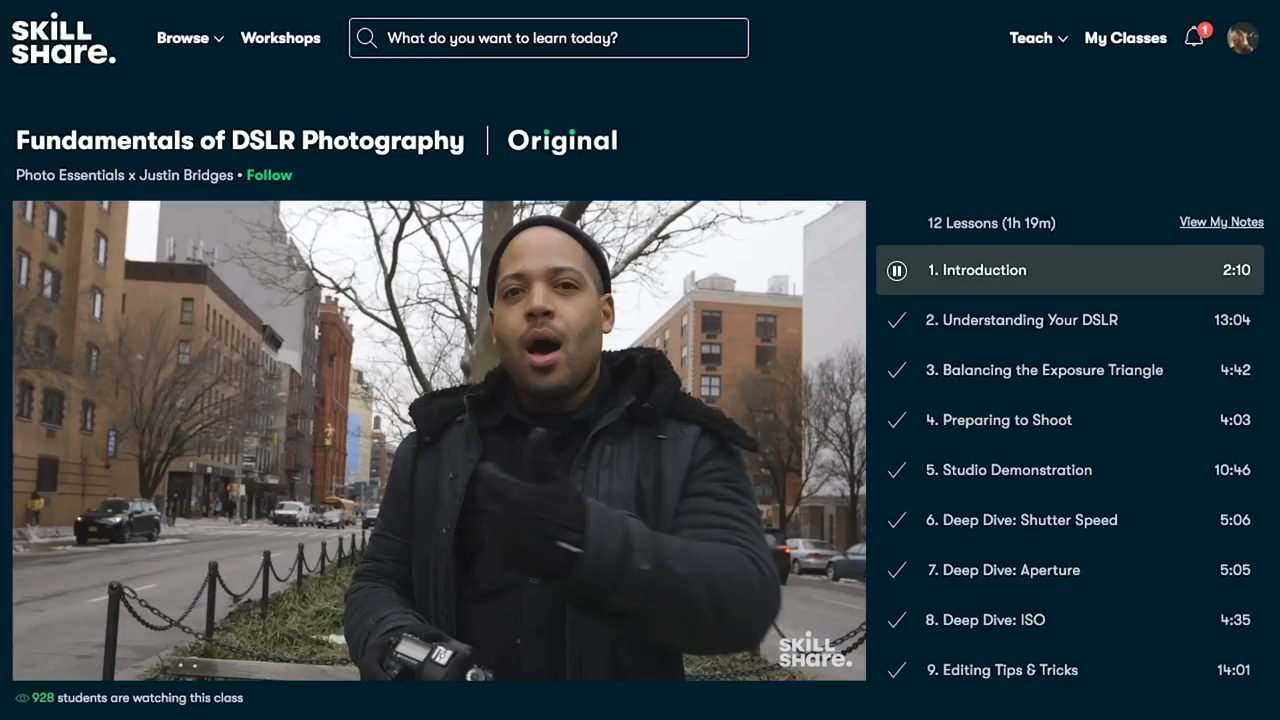 SKILL
SHARE.
Browse
Workshops
What do you want to learn today?
Teach
My Classes
1
Fundamentals of DSLR Photography | Original
Photo Essentials x Justin Bridges • Follow
12 Lessons (1h 19m)
View My Notes
1. Introduction 2:10
2. Understanding Your DSLR 13:04
3. Balancing the Exposure Triangle 4:42
4. Preparing to Shoot 4:03
5. Studio Demonstration 10:46
6. Deep Dive: Shutter Speed 5:06
7. Deep Dive: Aperture 5:05
8. Deep Dive: ISO 4:35
9. Editing Tips & Tricks 14:01
SKILL
SHARE.
928 students are watching this class